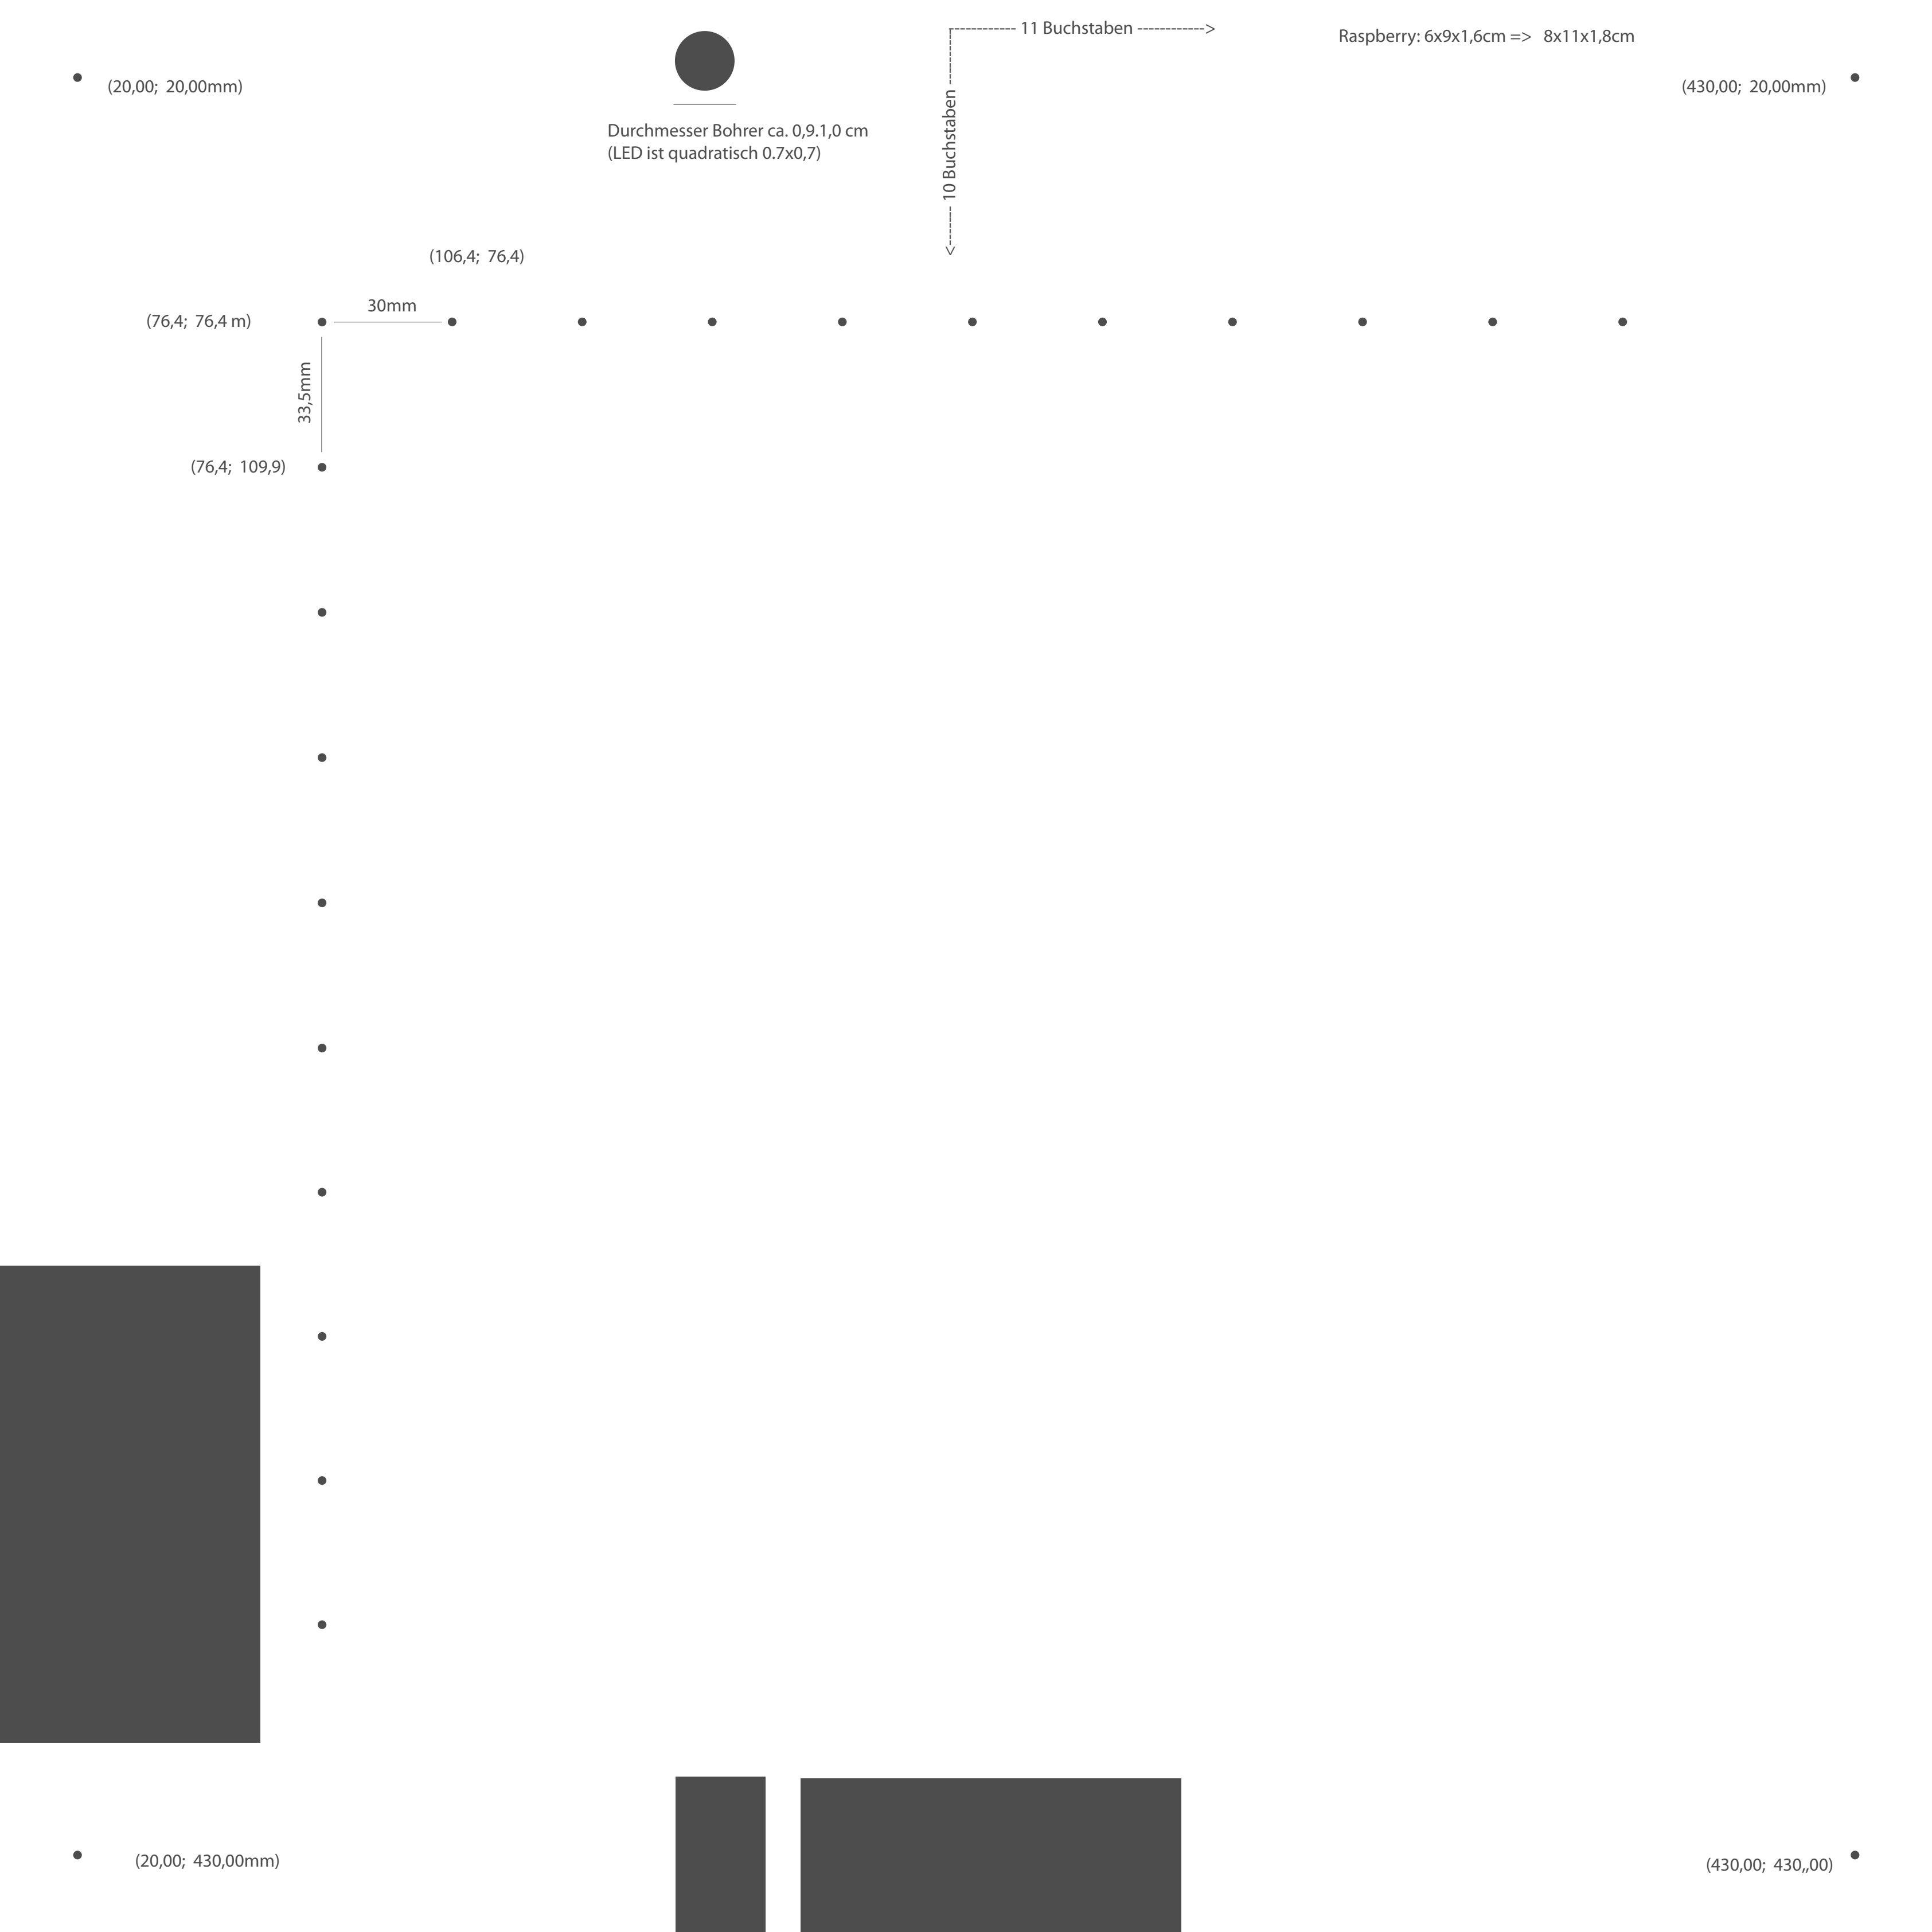 ------------ 11 Buchstaben ------------>
Raspberry: 6x9x1,6cm =>   8x11x1,8cm
(20,00;  20,00mm)
(430,00;  20,00mm)
Durchmesser Bohrer ca. 0,9.1,0 cm
(LED ist quadratisch 0.7x0,7)
<------- 10 Buchstaben ----------
(106,4;  76,4)
30mm
(76,4;  76,4 m)
33,5mm
(76,4;  109,9)
(20,00;  430,00mm)
(430,00;  430,,00)